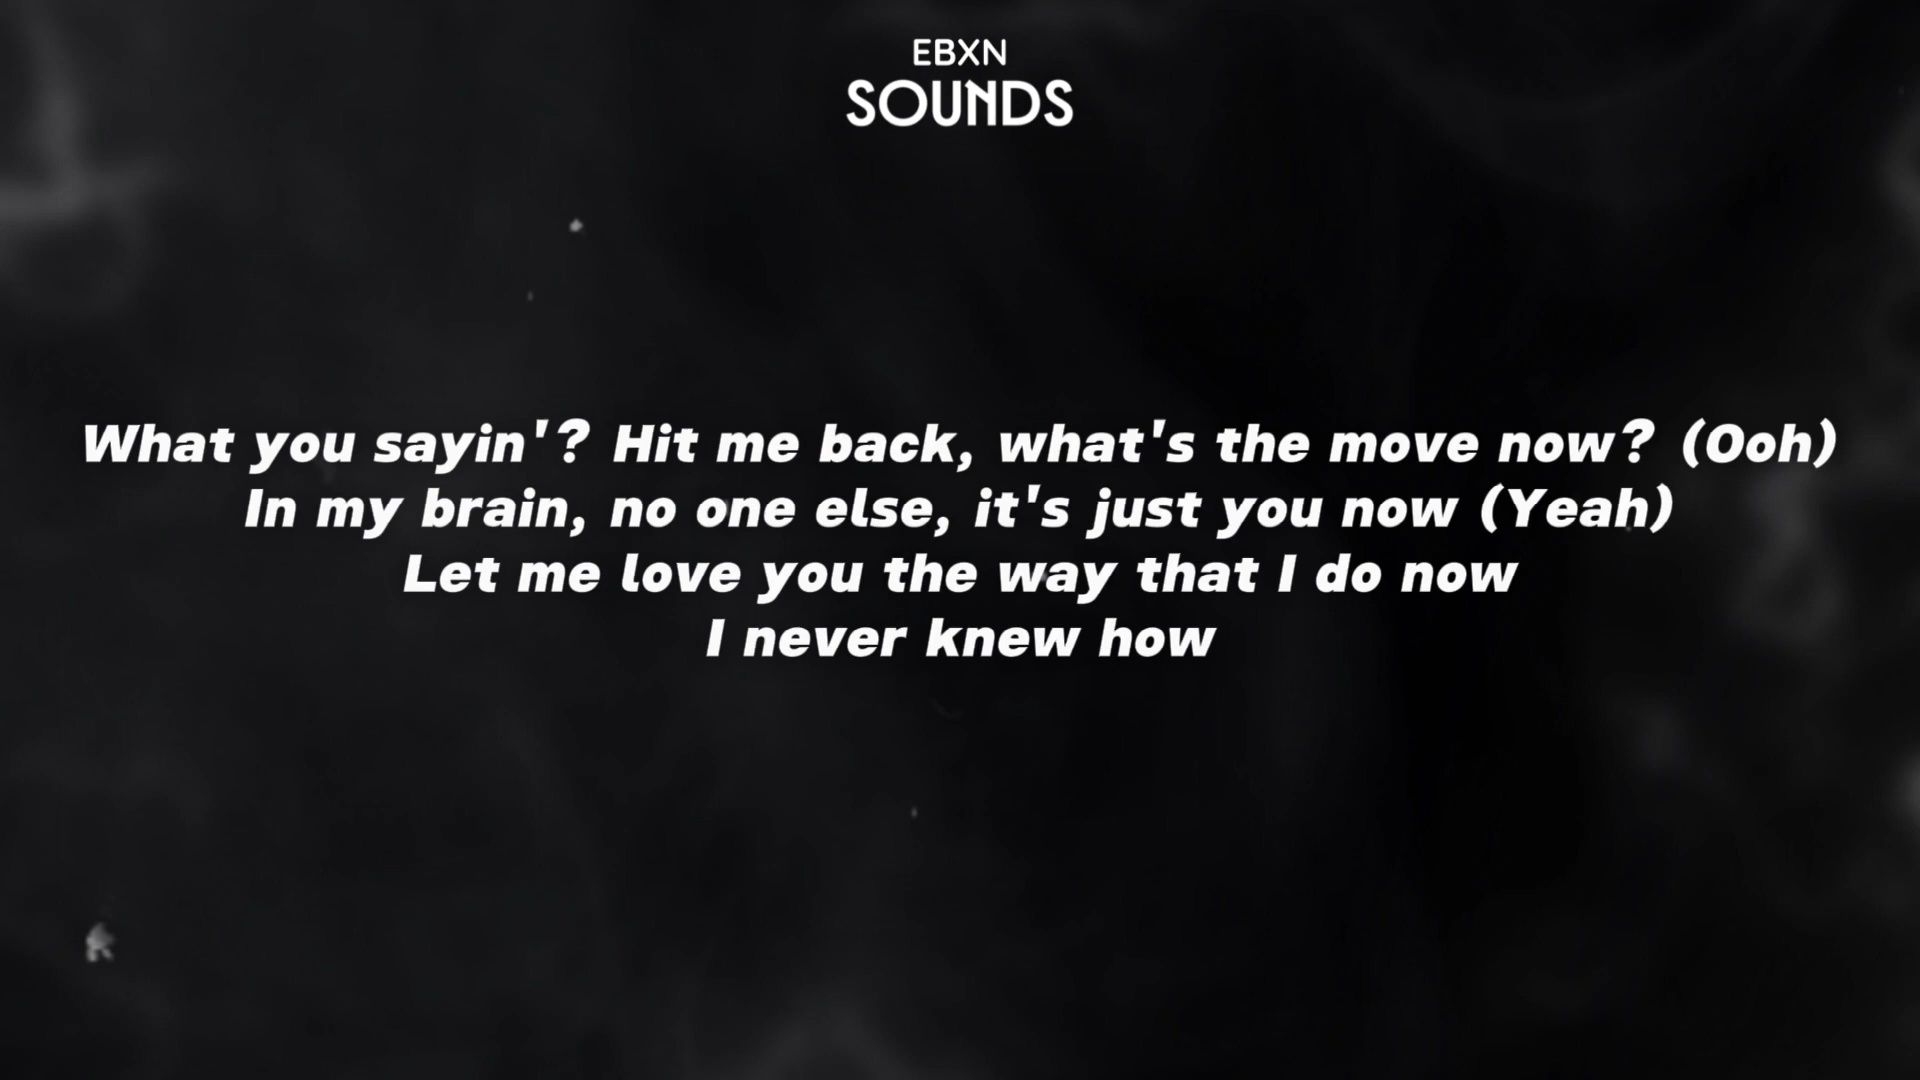 EBXN
SOUNDS
What you sayin'? Hit me back, what's the move now? (Ooh)
In my brain, no one else, it's just you now (Yeah)
Let me love you the way that I do now
I never knew how